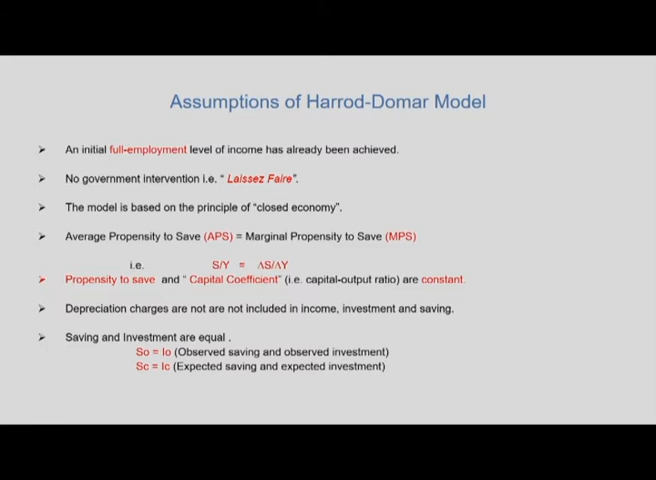 Assumptions of Harrod-Domar Model
➢ An initial full-employment level of income has already been achieved.
➢ No government intervention i.e. “ Laissez Faire”.
➢ The model is based on the principle of “closed economy”.
➢ Average Propensity to Save (APS) = Marginal Propensity to Save (MPS)
i.e. S/Y = ΛS/ΛY
➢ Propensity to save and “ Capital Coefficient” (i.e. capital-output ratio) are constant.
➢ Depreciation charges are not are not included in income, investment and saving.
➢ Saving and Investment are equal .
So = Io (Observed saving and observed investment)
Sc = Ic (Expected saving and expected investment)